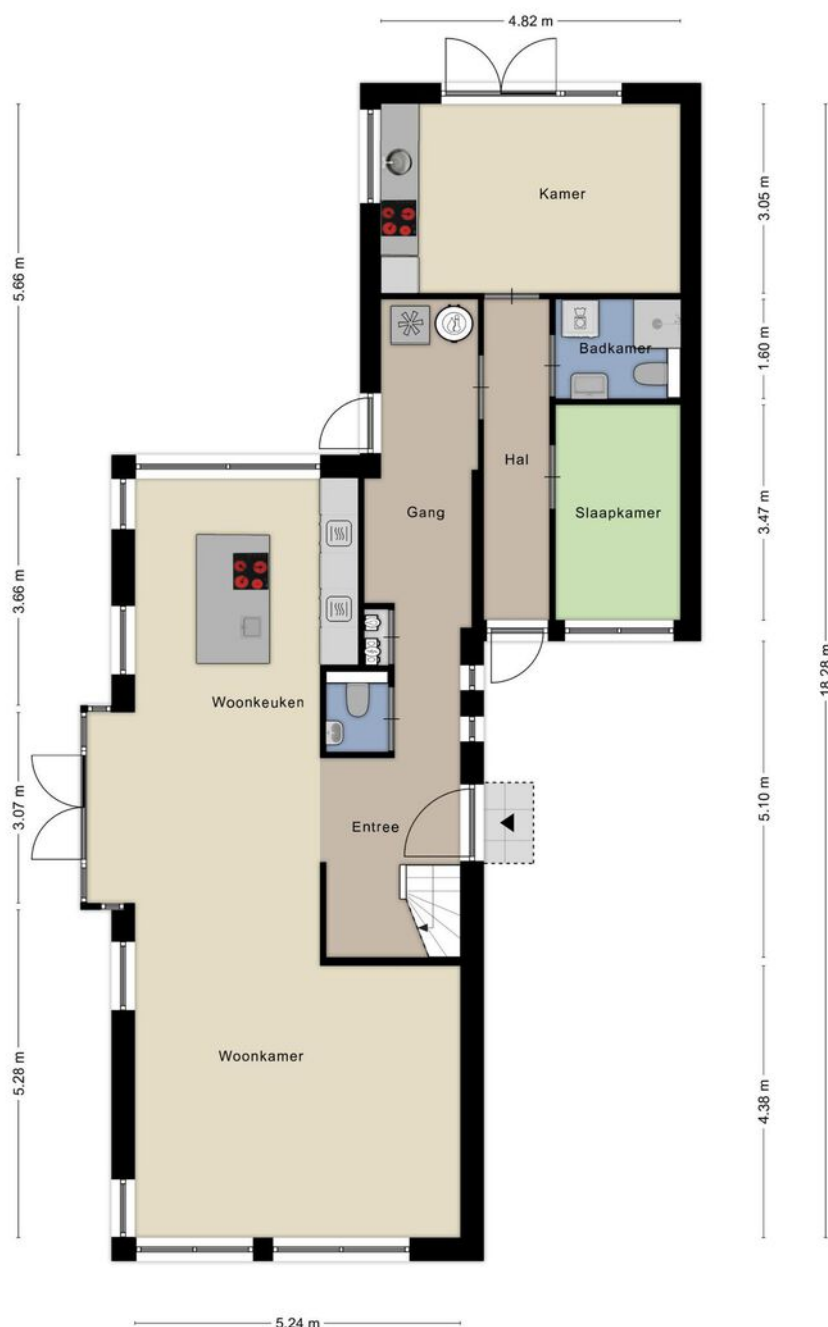 4.82 m
Kamer
3.05 m
5.66 m
1.60 m
Badkamer
Hal
Gang
Slaapkamer
3.47 m
3.66 m
18.28 m
Woonkeuken
3.07 m
Entree
5.10 m
Woonkamer
5.28 m
4.38 m
5.24 m